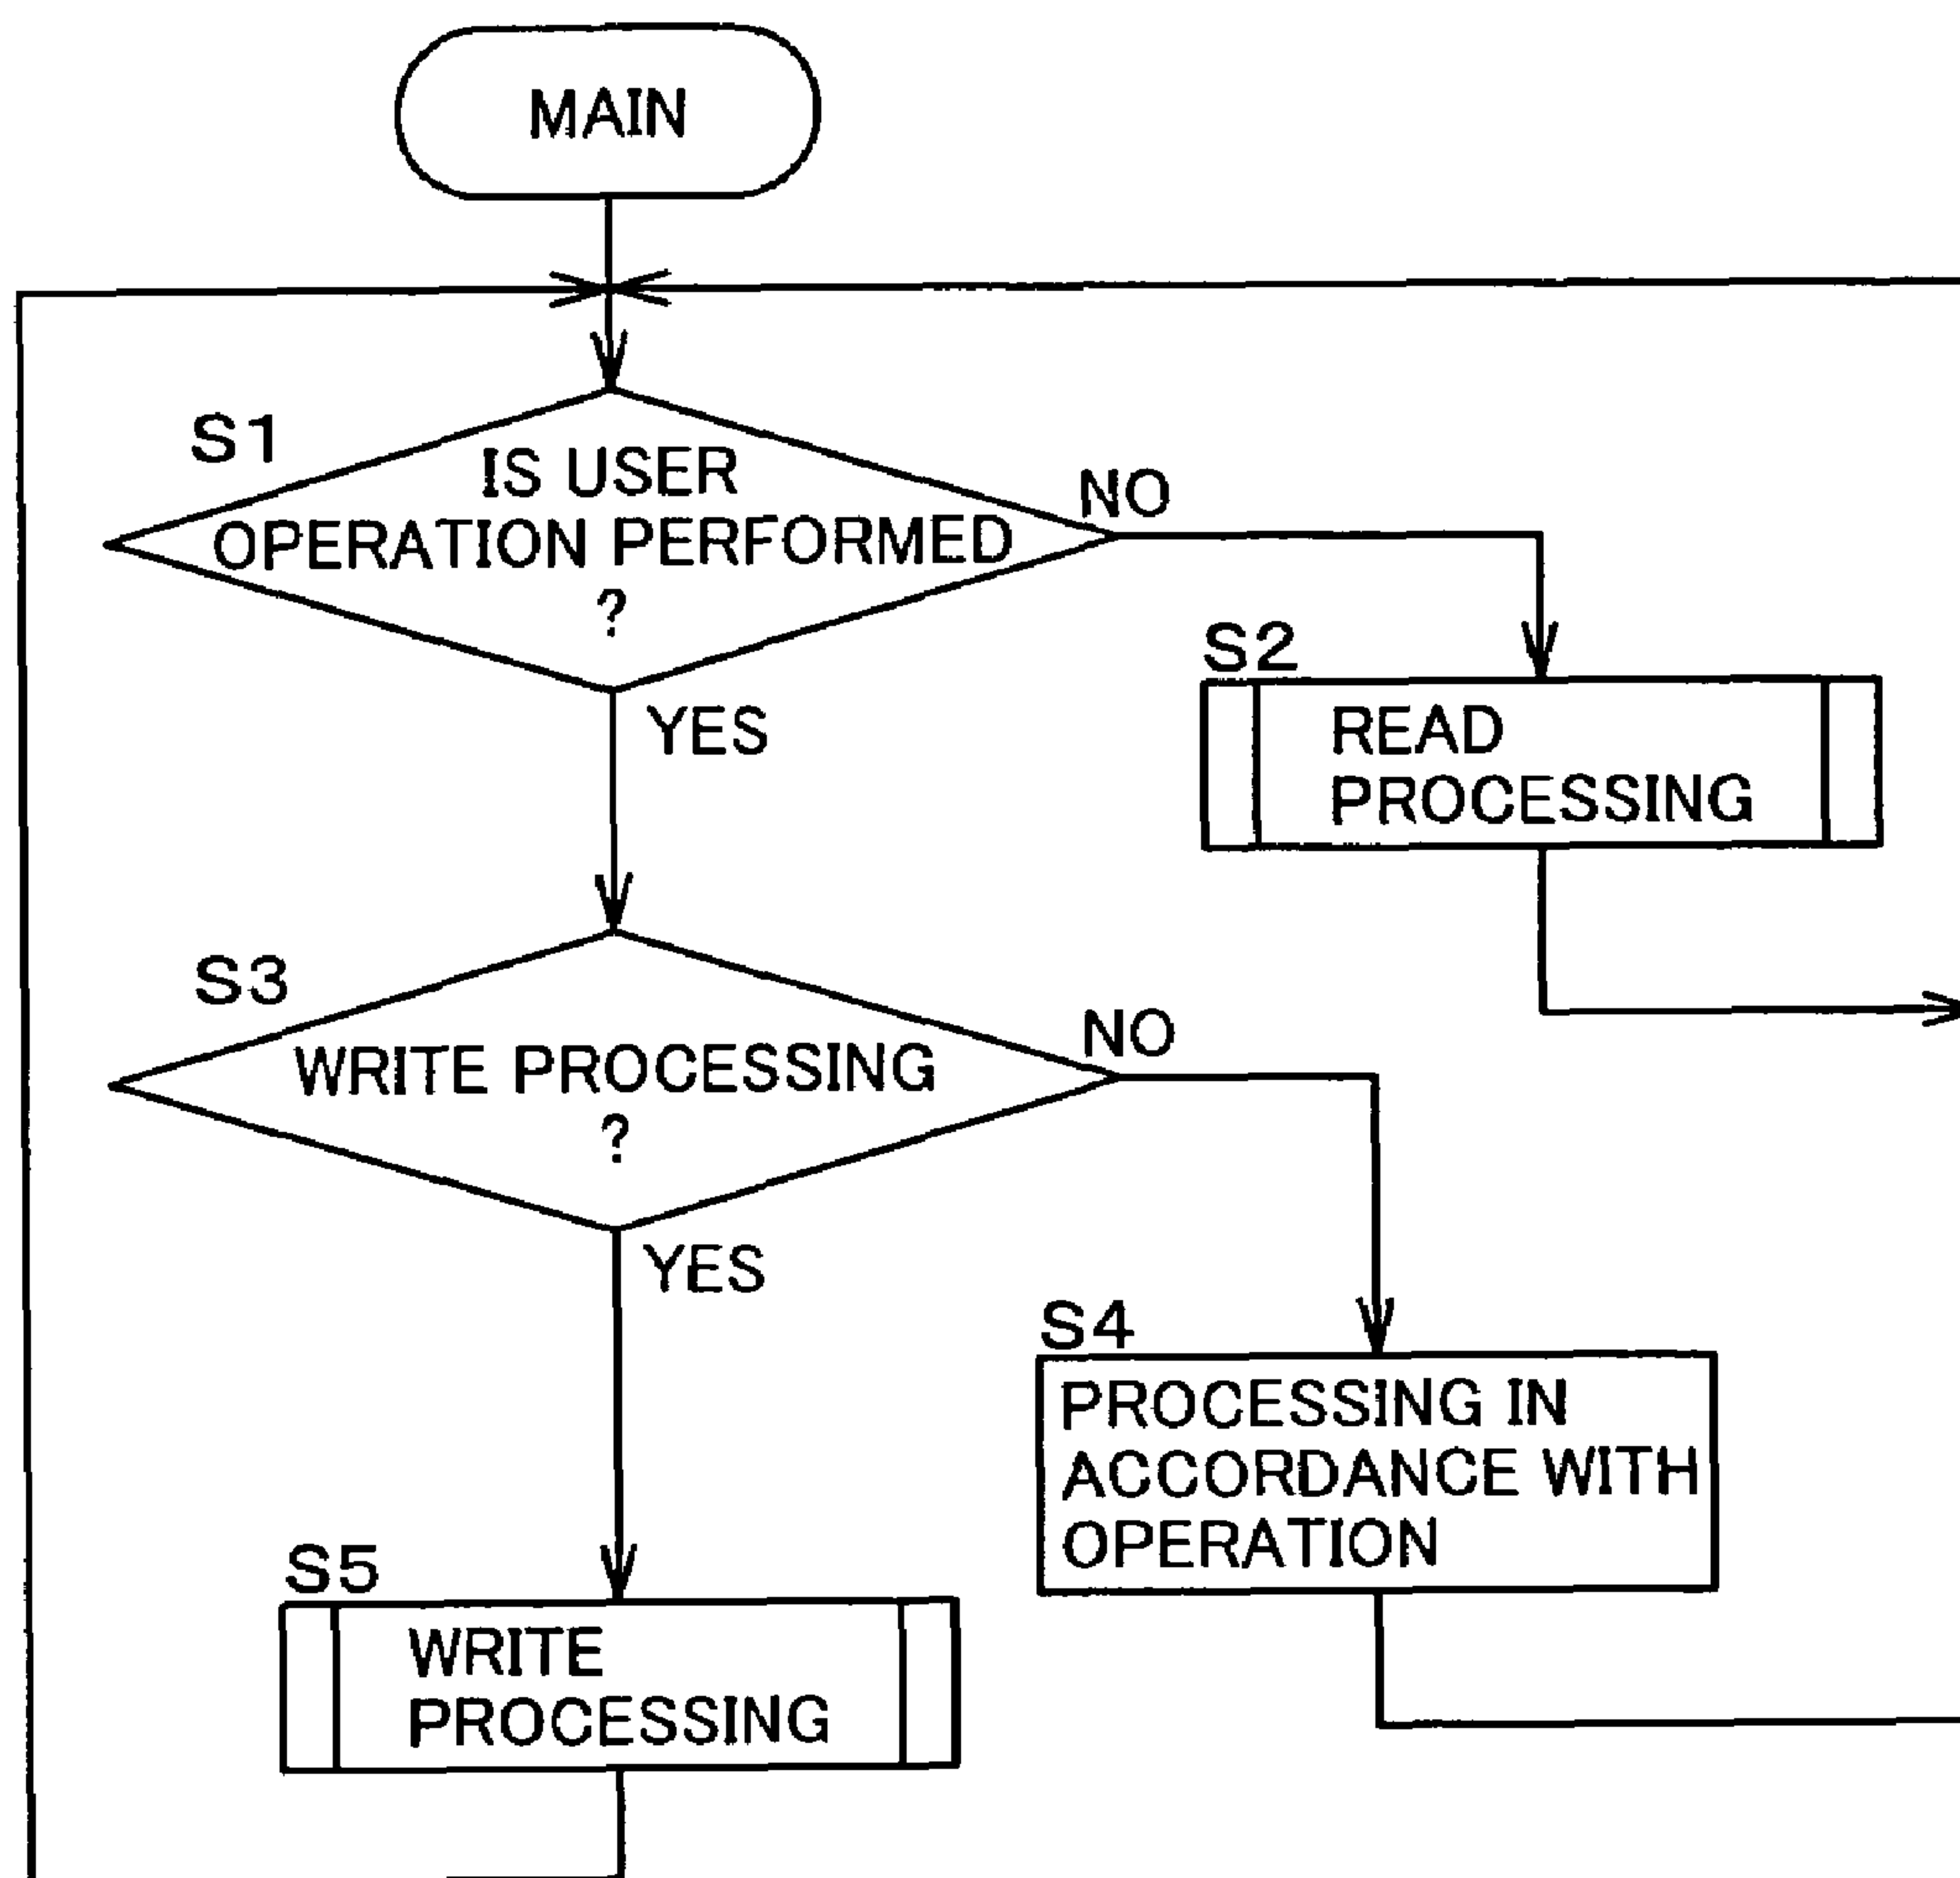 MAIN
S1
IS USER
OPERATION PERFORMED
?
NO
YES
S2
READ
PROCESSING
S3
WRITE PROCESSING
?
NO
YES
S4
PROCESSING IN
ACCORDANCE WITH
OPERATION
S5
WRITE
PROCESSING